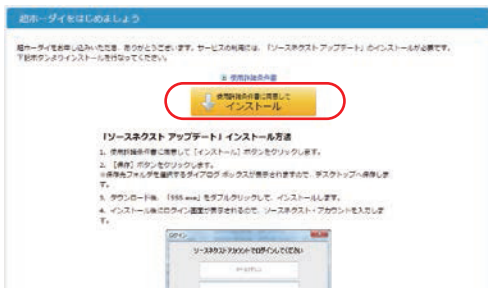 超ホーダイをはじめましょう
超ホーダイをお申し込みいただき、ありがとうございます。サービスの利用には、「ソースネクスト アップデート」のインストールが必要です。
下記ボタンよりインストールを行なってください。
使用許諾条件書
使用許諾条件書に同意して
インストール
「ソースネクスト アップデート」インストール方法
1. 使用許諾条件書に同意して「インストール」ボタンをクリックします。
2. 「保存」ボタンをクリックします。
※保存先フォルダを選択するダイアログ ボックスが表示されますので、デスクトップへ保存しま
す。
3. ダウンロード後、「SSS.exe」をダブルクリックして、インストールします。
4. インストール後にログイン画面が表示されるので、ソースネクスト・アカウントを入力しま
す。
ログイン
ソースネクストアカウントでログインしてください